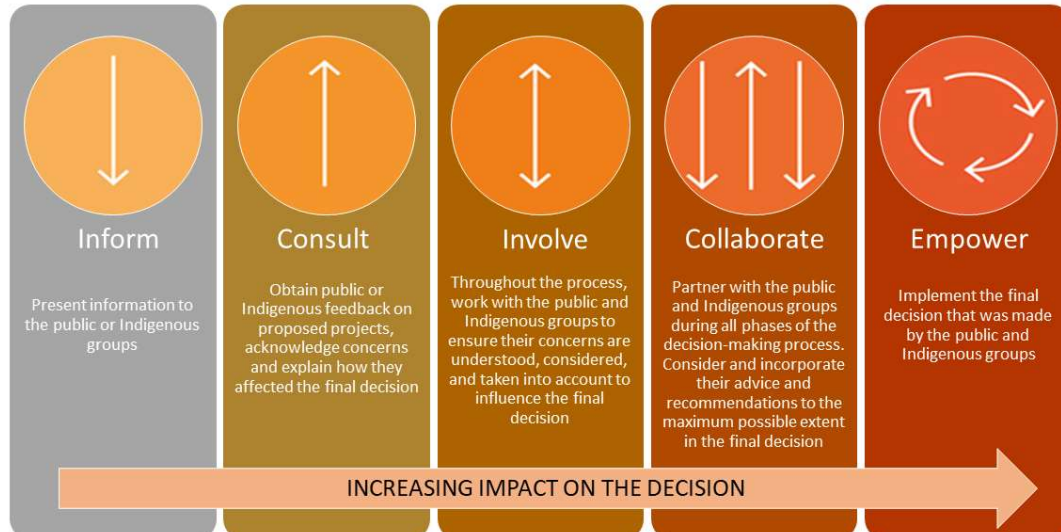 Inform
Present information to
the public or Indigenous
groups
Consult
Obtain public or
Indigenous feedback on
proposed projects,
acknowledge concerns
and explain how they
affected the final decision
Involve
Throughout the process,
work with the public and
Indigenous groups to
ensure their concerns are
understood, considered,
and taken into account to
influence the final
decision
Collaborate
Partner with the public
and Indigenous groups
during all phases of the
decision-making process.
Consider and incorporate
their advice and
recommendations to the
maximum possible extent
in the final decision
Empower
Implement the final
decision that was made
by the public and
Indigenous groups
INCREASING IMPACT ON THE DECISION